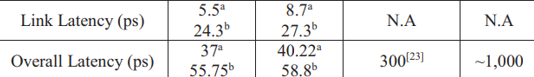 Link Latency (ps) 5.5ᵃ 8.7ᵃ N.A N.A
24.3ᵇ 27.3ᵇ
Overall Latency (ps) 37ᵃ 40.22ᵃ 300[23] ~1,000
55.75ᵇ 58.8ᵇ